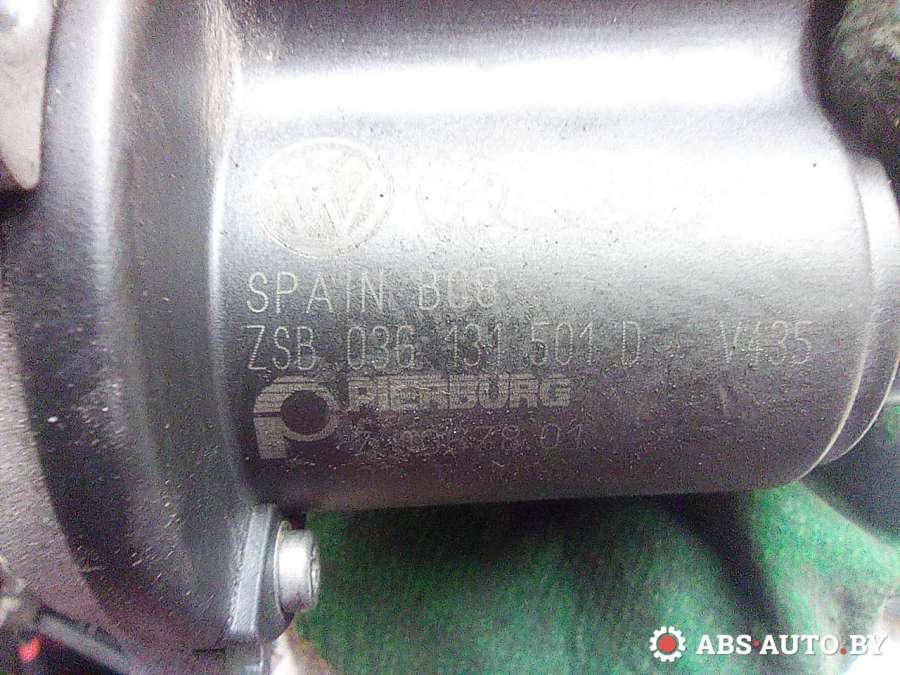 SPAIN BC8
ZSB 036 131 501 D V435
PIERBURG
ABS-AUTO.BY